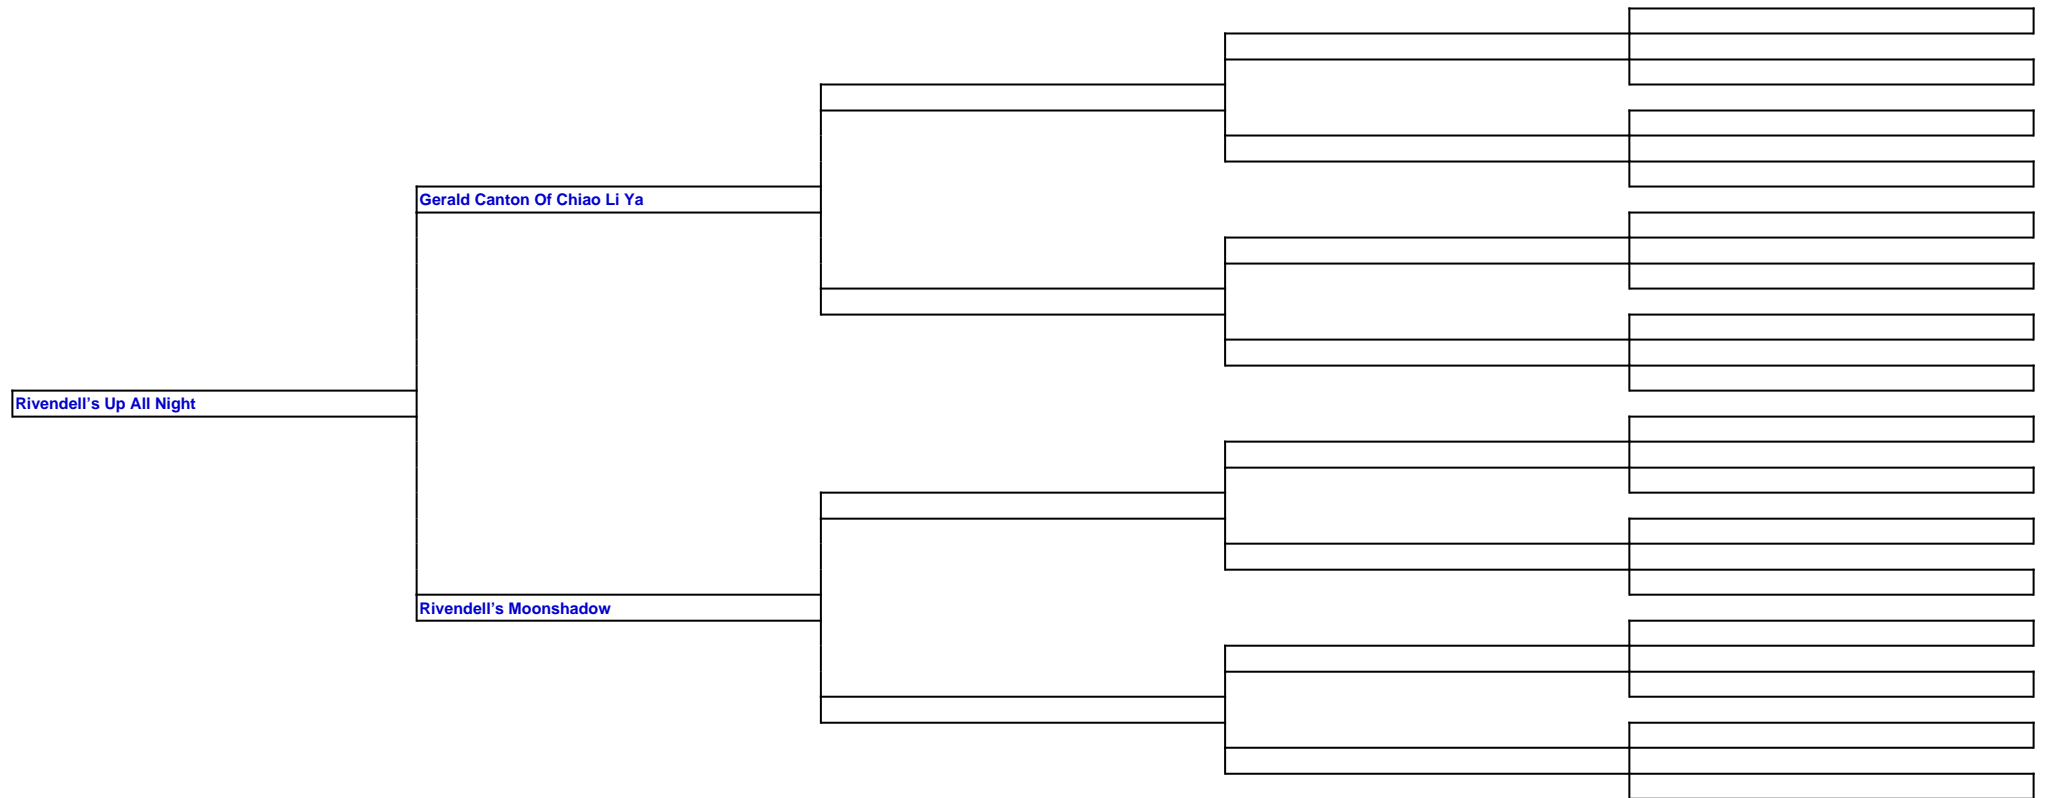 Gerald Canton Of Chiao Li Ya
Rivendell’s Up All Night
Rivendell’s Moonshadow